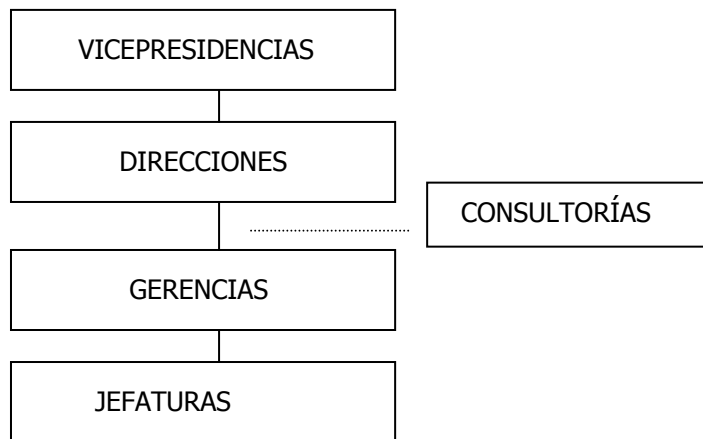 VICEPRESIDENCIAS
DIRECCIONES
CONSULTORÍAS
GERENCIAS
JEFATURAS